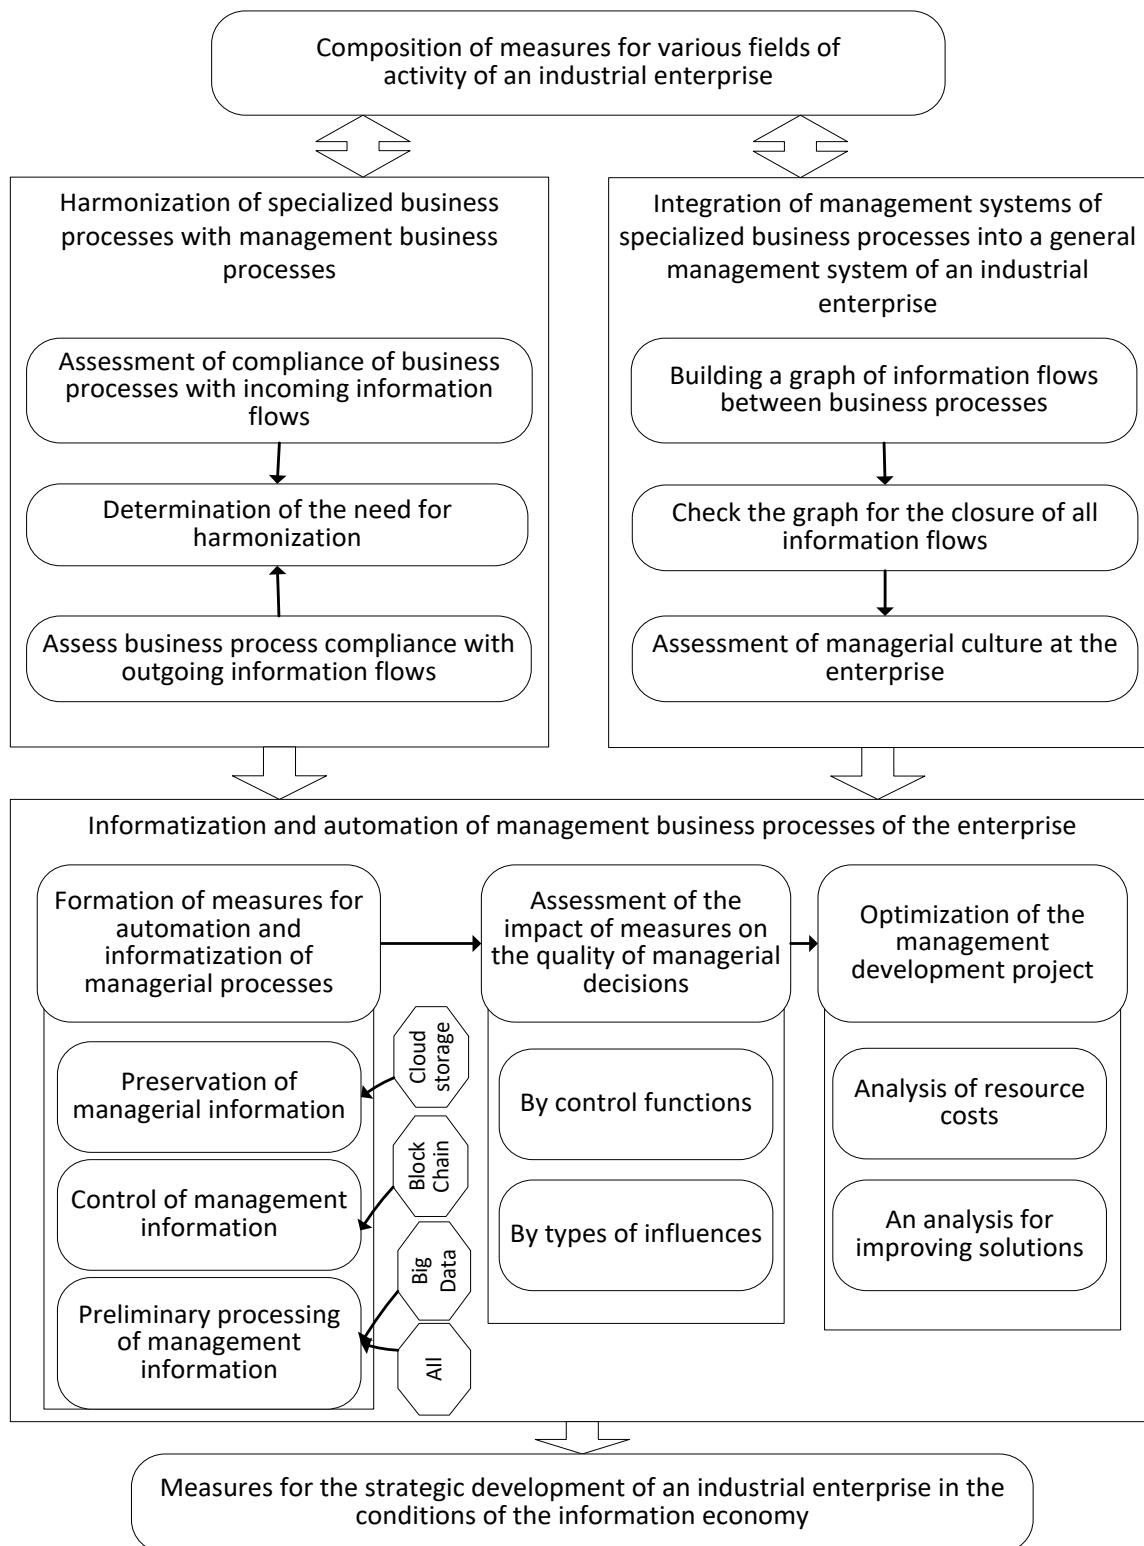 Composition of measures for various fields of
activity of an industrial enterprise
Harmonization of specialized business
processes with management business
processes
Assessment of compliance of business
processes with incoming information
flows
Determination of the need for
harmonization
Assess business process compliance with
outgoing information flows
Integration of management systems of
specialized business processes into a general
management system of an industrial
enterprise
Building a graph of information flows
between business processes
Check the graph for the closure of all
information flows
Assessment of managerial culture at the
enterprise
Informatization and automation of management business processes of the enterprise
Formation of measures for
automation and
informatization of
managerial processes
Preservation of
managerial information
Control of management
information
Preliminary processing
of management
information
Cloud
storage
Block
Chain
Big
Data
AII
Assessment of the
impact of measures on
the quality of managerial
decisions
By control functions
By types of influences
Optimization of the
management
development project
Analysis of resource
costs
An analysis for
improving solutions
Measures for the strategic development of an industrial enterprise in the
conditions of the information economy